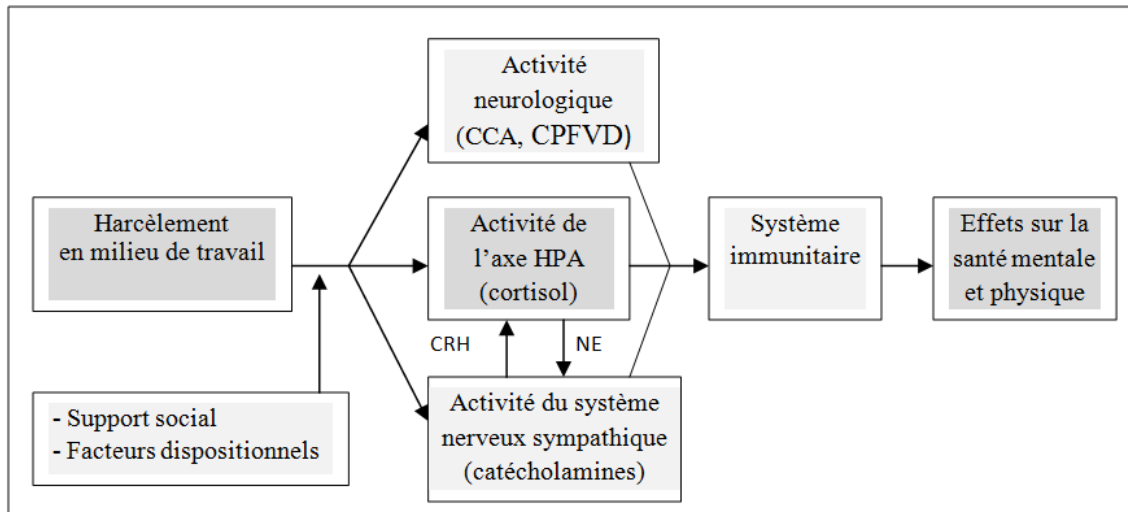 Activité
neurologique
(CCA, CPFVD)
Harcèlement
en milieu de travail
Activité de
l’axe HPA
(cortisol)
Système
immunitaire
Effets sur la
santé mentale
et physique
CRH
NE
- Support social
- Facteurs dispositionnels
Activité du système
nerveux sympathique
(catécholamines)